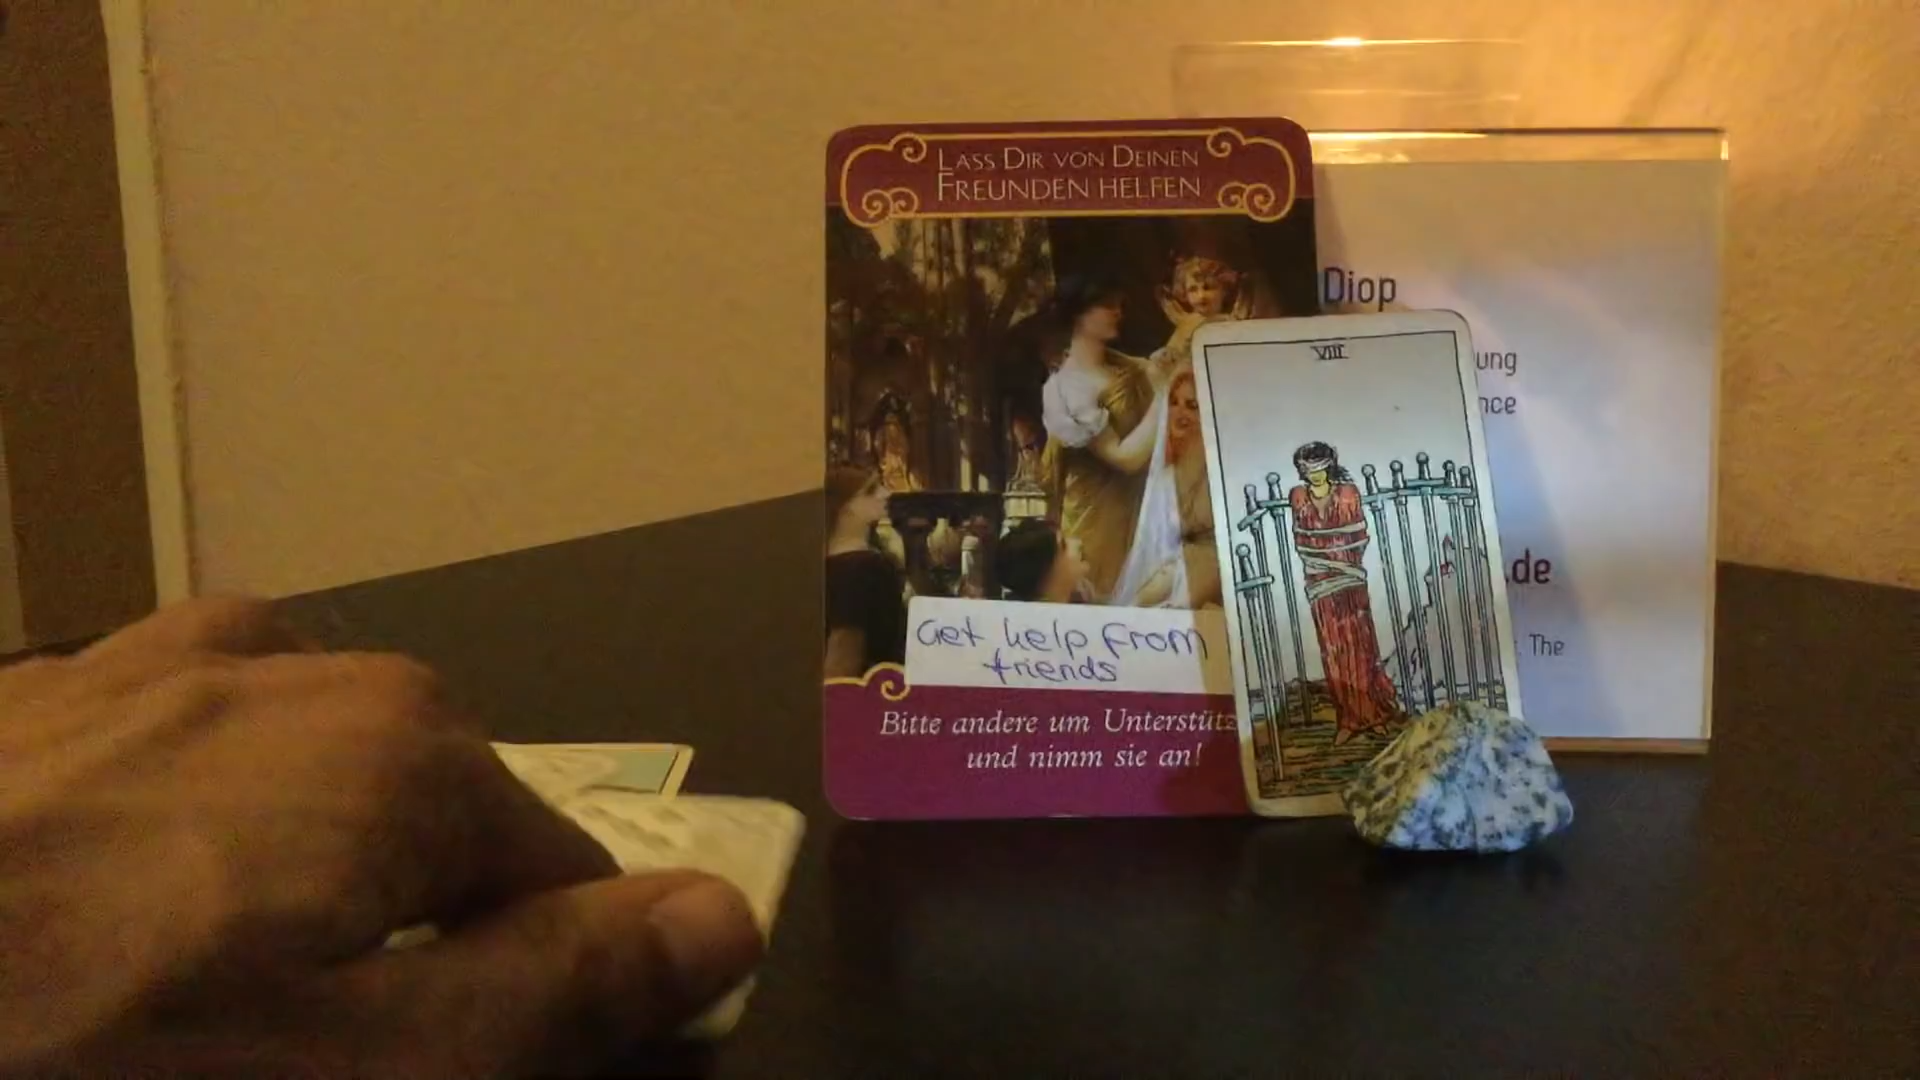 LASS DIR VON DEINEN
FREUNDEN HELFEN
Get help From
friends
Bitte andere um Unterstütz
und nimm sie an!
VIII
Diop
ung
nce
.de
The